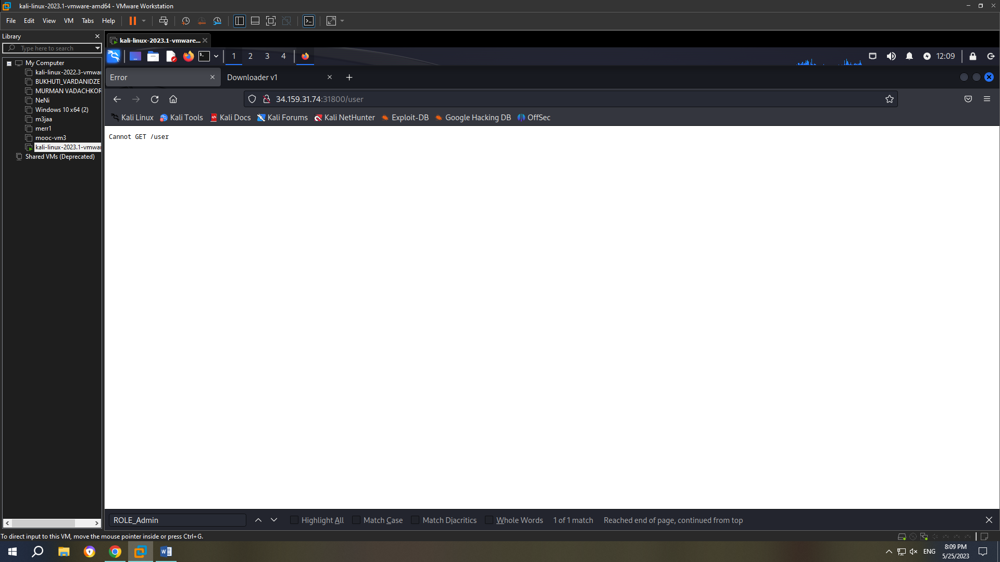 kali-linux-2023.1-vmware-amd64 - VMware Workstation
File Edit View VM Tabs Help
Library
Type here to search
My Computer
kali-linux-2022.3-vmwar
BUKHUTI_VARDANIDZE
MURMAN VADACHKOR
NeNi
Windows 10 x64 (2)
m3jaa
merr1
mooc-vm3
kali-linux-2023.1-vmwar
Shared VMs (Deprecated)
kali-linux-2023.1-vmware...
1 2 3 4
12:09
Error
Downloader v1
34.159.31.74:31800/user
Kali Linux Kali Tools Kali Docs Kali Forums Kali NetHunter Exploit-DB Google Hacking DB OffSec
Cannot GET /user
ROLE_Admin
Highlight All Match Case Match Diacritics Whole Words 1 of 1 match Reached end of page, continued from top
To direct input to this VM, move the mouse pointer inside or press Ctrl+G.
ENG
8:09 PM
5/25/2023